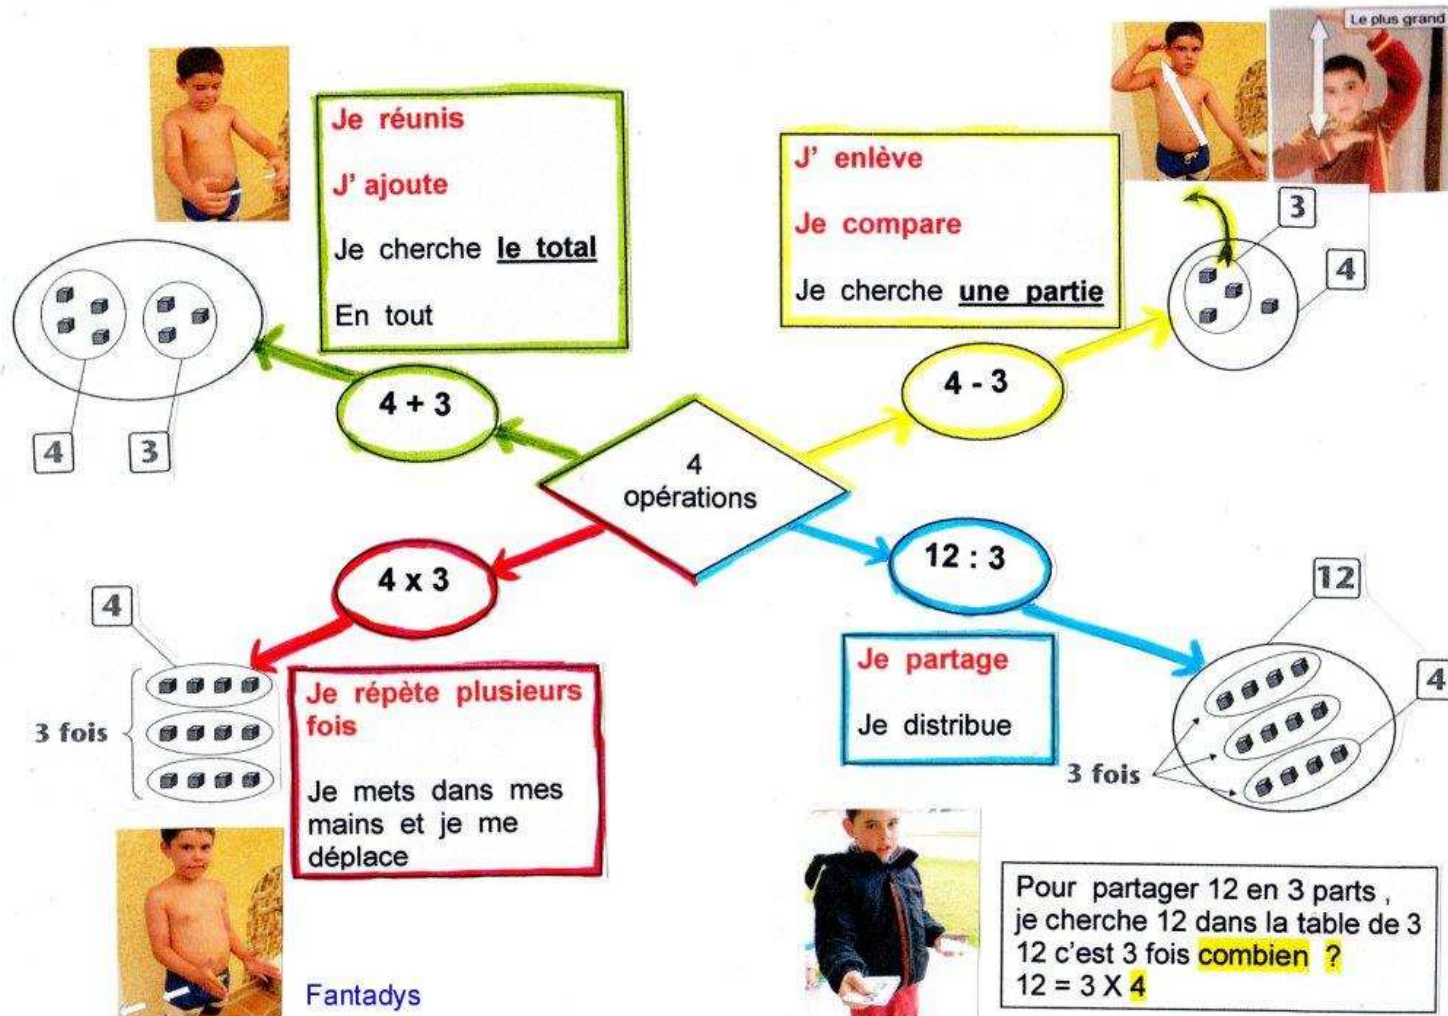 Le plus grand
Je réunis
J' ajoute
Je cherche le total
En tout
J' enlève
Je compare
Je cherche une partie
3
4
4 + 3
4 - 3
4
3
4
opérations
4 x 3
12 : 3
4
3 fois
Je répète plusieurs
fois
Je mets dans mes
mains et je me
déplace
Je partage
Je distribue
12
4
3 fois
Pour partager 12 en 3 parts ,
je cherche 12 dans la table de 3
12 c'est 3 fois combien ?
12 = 3 X 4
Fantadys